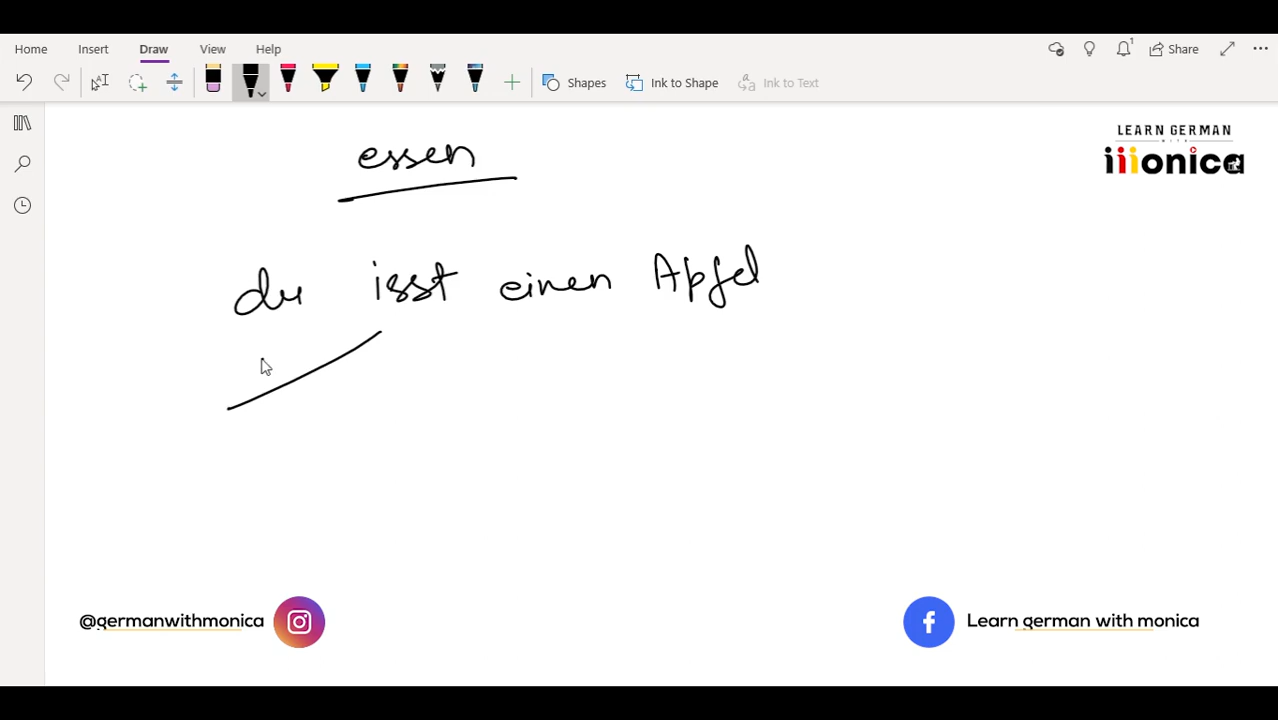 Home Insert Draw View Help Share
Shapes Ink to Shape Ink to Text
LEARN GERMAN
monica
essen
du isst einen Apfel
@germanwithmonica
Learn german with monica